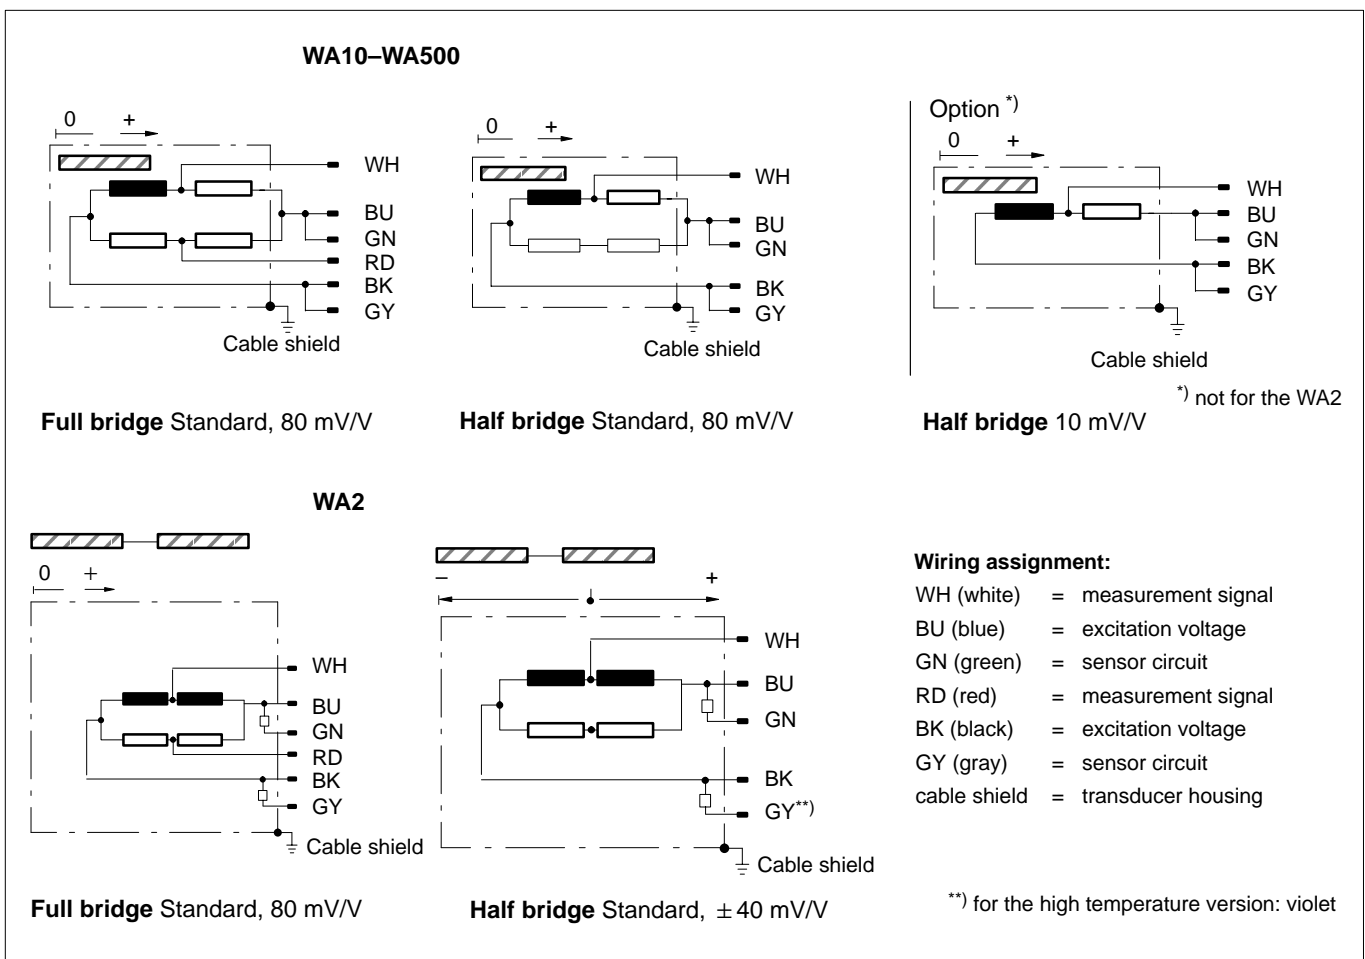 WA10–WA500
0 +
WH
BU
GN
RD
BK
GY
Cable shield
Full bridge Standard, 80 mV/V
0 +
WH
BU
GN
BK
GY
Cable shield
Half bridge Standard, 80 mV/V
Option *)
0 +
WH
BU
GN
BK
GY
Cable shield
*) not for the WA2
Half bridge 10 mV/V
WA2
0 +
WH
BU
GN
RD
BK
GY
Cable shield
Full bridge Standard, 80 mV/V
– +
WH
BU
GN
BK
GY**)
Cable shield
Half bridge Standard, ±40 mV/V
Wiring assignment:
WH (white) = measurement signal
BU (blue) = excitation voltage
GN (green) = sensor circuit
RD (red) = measurement signal
BK (black) = excitation voltage
GY (gray) = sensor circuit
cable shield = transducer housing
**) for the high temperature version: violet